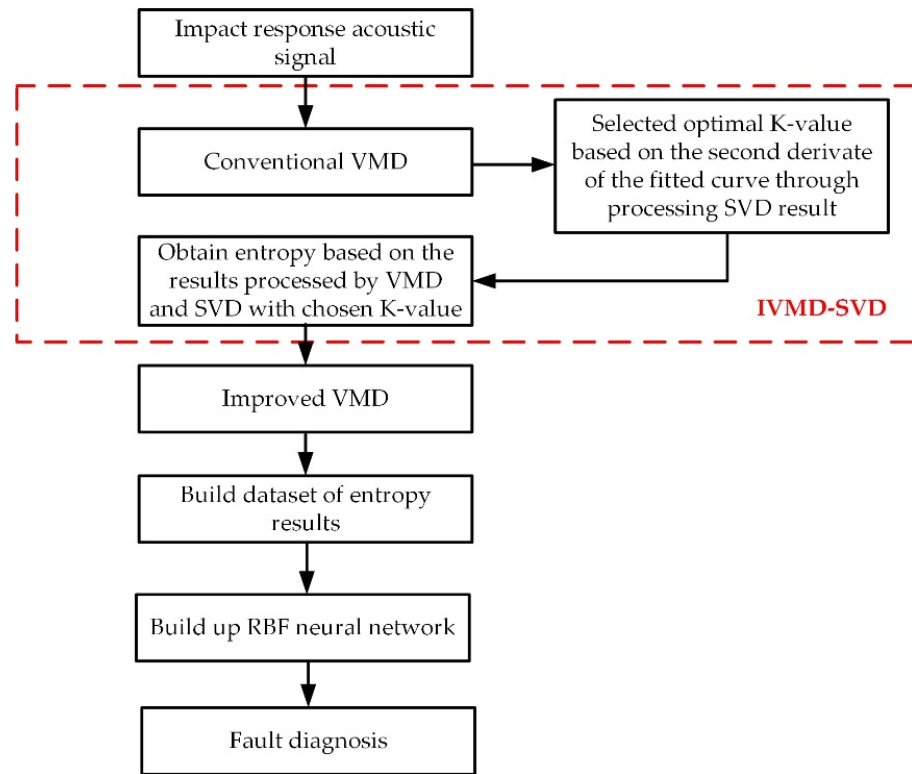 Impact response acoustic
signal
Conventional VMD
Selected optimal K-value
based on the second derivate
of the fitted curve through
processing SVD result
Obtain entropy based on the
results processed by VMD
and SVD with chosen K-value
IVMD-SVD
Improved VMD
Build dataset of entropy
results
Build up RBF neural network
Fault diagnosis